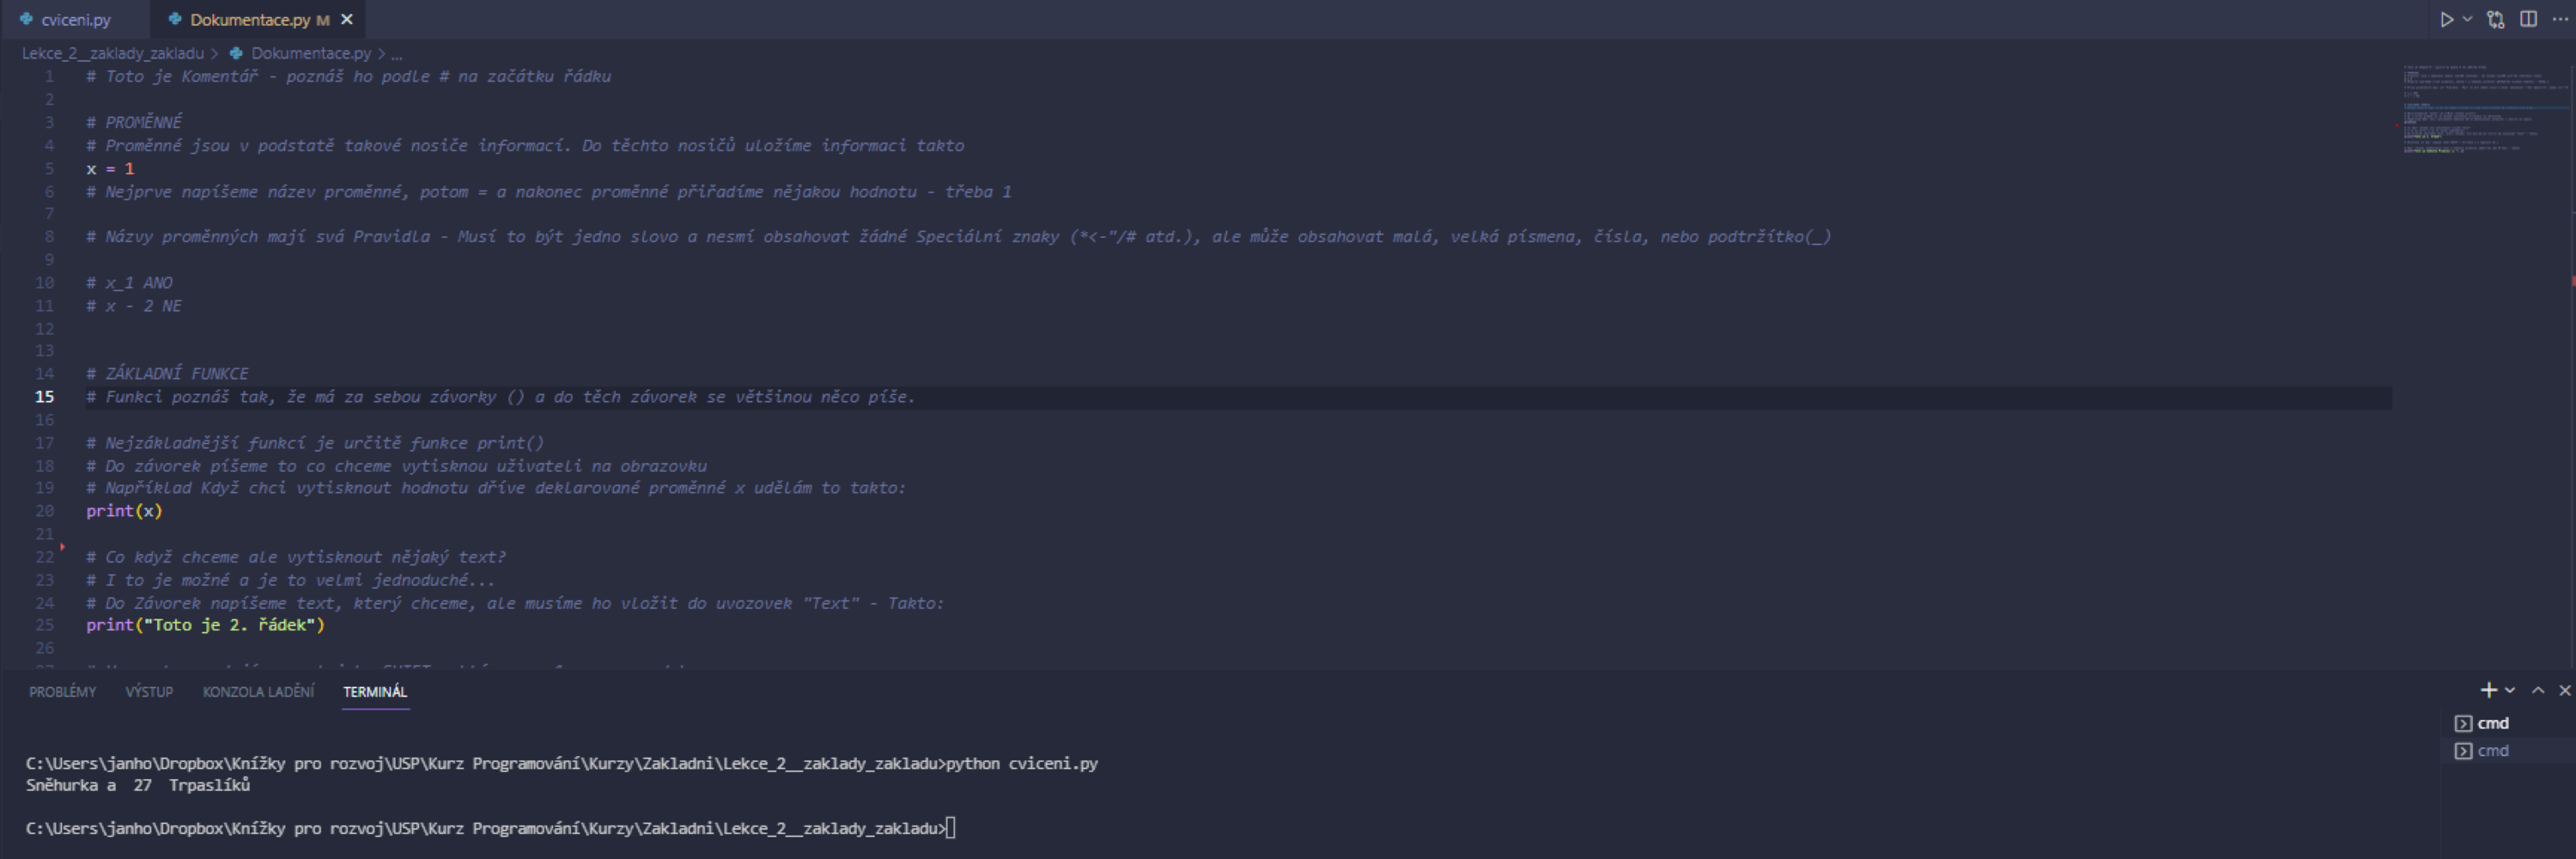 cviceni.py
Dokumentace.py M
Lekce_2__zaklady_zakladu > Dokumentace.py > ...
1 # Toto je Komentář - poznáš ho podle # na začátku řádku
2
3 # PROMĚNNÉ
4 # Proměnné jsou v podstatě takové nosiče informací. Do těchto nosičů uložíme informaci takto
5 x = 1
6 # Nejprve napíšeme název proměnné, potom = a nakonec proměnné přiřadíme nějakou hodnotu - třeba 1
7
8 # Názvy proměnných mají svá Pravidla - Musí to být jedno slovo a nesmí obsahovat žádné Speciální znaky (*<-"/# atd.), ale může obsahovat malá, velká písmena, čísla, nebo podtržítko(_)
9
10 # x_1 ANO
11 # x - 2 NE
12
13
14 # ZÁKLADNÍ FUNKCE
15 # Funkci poznáš tak, že má za sebou závorky () a do těch závorek se většinou něco píše.
16
17 # Nejzákladnější funkcí je určitě funkce print()
18 # Do závorek píšeme to co chceme vytisknou uživateli na obrazovku
19 # Například Když chci vytisknout hodnotu dříve deklarované proměnné x udělám to takto:
20 print(x)
21
22 # Co když chceme ale vytisknout nějaký text?
23 # I to je možné a je to velmi jednoduché...
24 # Do Závorek napíšeme text, který chceme, ale musíme ho vložit do uvozovek "Text" - Takto:
25 print("Toto je 2. řádek")
26
PROBLÉMY VÝSTUP KONZOLA LADĚNÍ TERMINÁL
cmd
cmd
C:\Users\janho\Dropbox\Knížky pro rozvoj\USP\Kurz Programování\Kurzy\Zakladni\Lekce_2__zaklady_zakladu>python cviceni.py
Sněhurka a  27  Trpaslíků
C:\Users\janho\Dropbox\Knížky pro rozvoj\USP\Kurz Programování\Kurzy\Zakladni\Lekce_2__zaklady_zakladu>